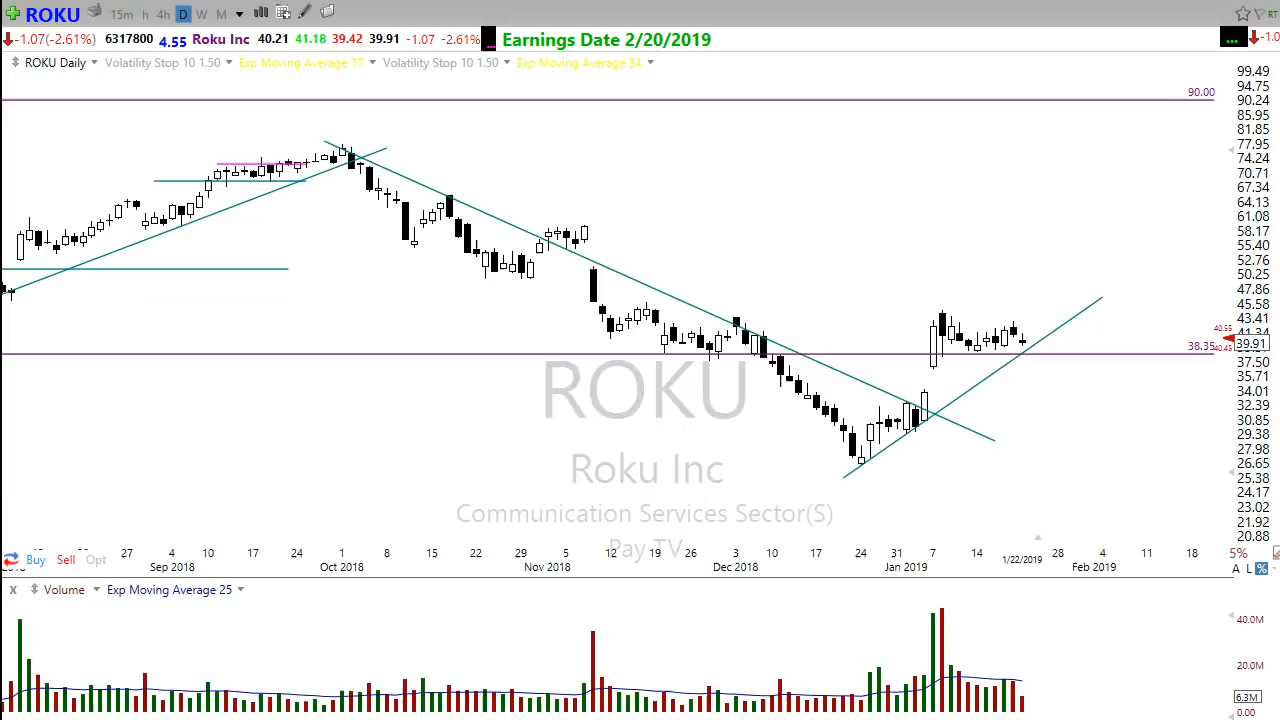 ROKU 15m h 4h D W M RT
-1.07(-2.61%) 6317800 4.55 Roku Inc 40.21 41.18 39.42 39.91 -1.07 -2.61% ... Earnings Date 2/20/2019 ... -1.0
ROKU Daily Volatility Stop 10 1.50 Exp Moving Average 17 Volatility Stop 10 1.50 Exp Moving Average 34
99.49
94.75
90.00 90.24
85.95
81.85
77.95
74.24
70.71
67.34
64.13
61.08
58.17
55.40
52.76
50.25
47.86
45.58
43.41
40.55 41.34
38.35 40.45 39.91
37.50
35.71
34.01
32.39
30.85
29.38
27.98
26.65
25.38
24.17
23.02
21.92
20.88
ROKU
Roku Inc
Communication Services Sector(S)
Pay TV
27 4 10 17 24 1 8 15 22 29 5 12 19 26 3 10 17 24 31 7 14 1/22/2019 28 4 11 18 5%
Buy Sell Opt
Sep 2018 Oct 2018 Nov 2018 Dec 2018 Jan 2019 Feb 2019 A L %
X Volume Exp Moving Average 25
40.0M
20.0M
6.3M
0.00